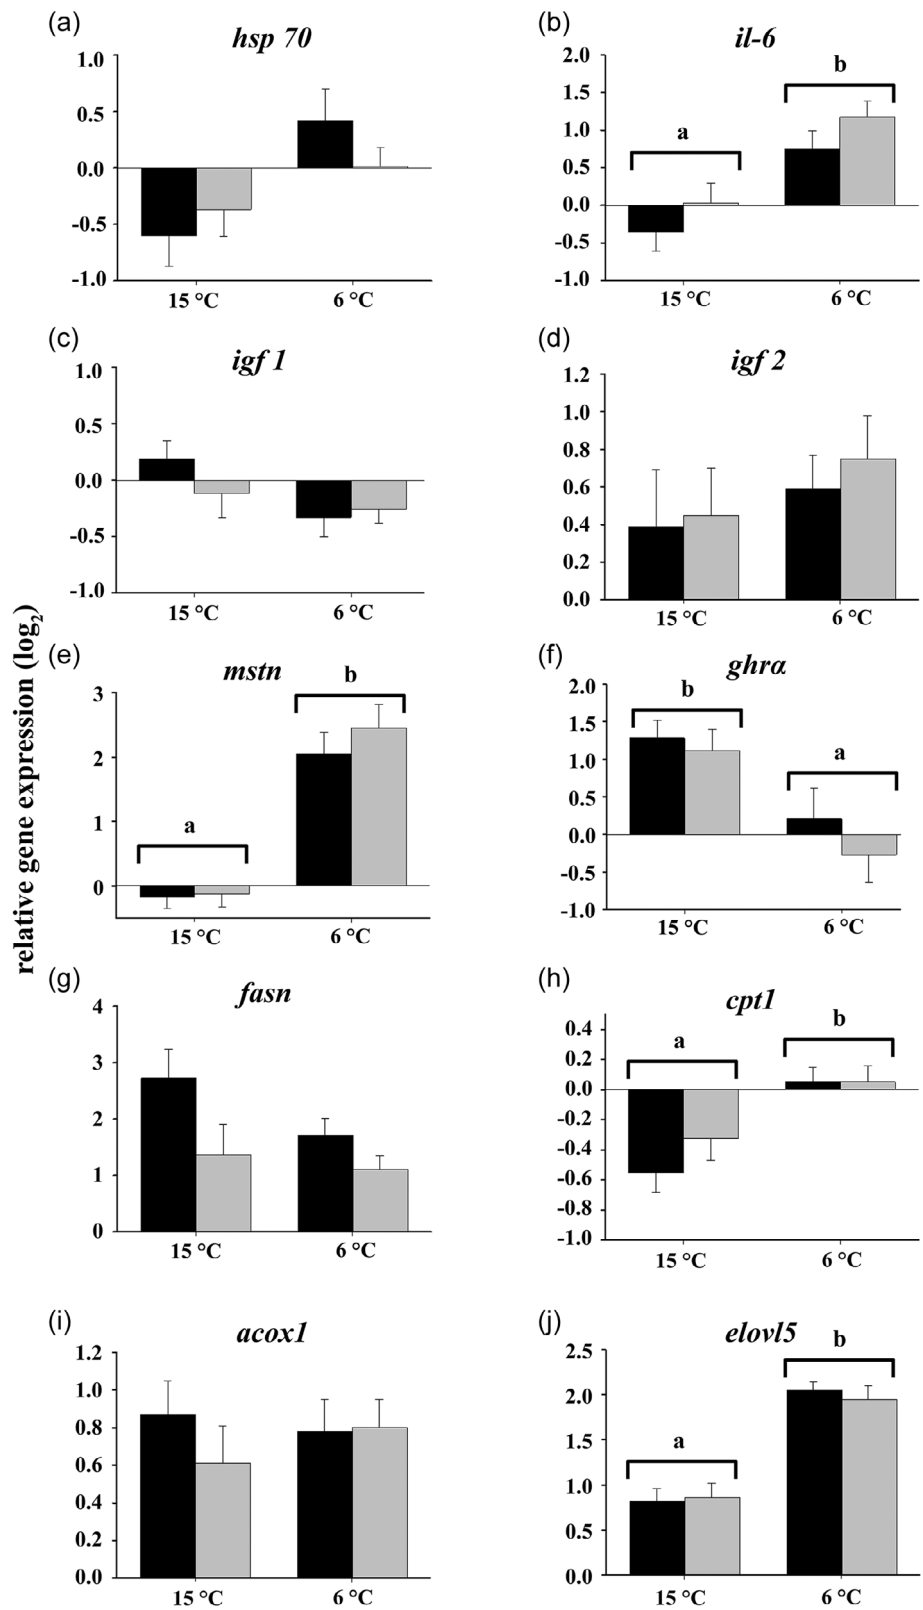 (a)
hsp 70
1.0
0.5
0.0
-0.5
-1.0
15 °C
6 °C
(b)
il-6
2.0
1.5
1.0
0.5
0.0
-0.5
-1.0
a
b
15 °C
6 °C
(c)
igf 1
1.0
0.5
0.0
-0.5
-1.0
15 °C
6 °C
(d)
igf 2
1.2
1.0
0.8
0.6
0.4
0.2
0.0
15 °C
6 °C
relative gene expression (log2)
(e)
mstn
3
2
1
0
a
b
15 °C
6 °C
(f)
ghrα
2.0
1.5
1.0
0.5
0.0
-0.5
-1.0
b
a
15 °C
6 °C
(g)
fasn
4
3
2
1
0
15 °C
6 °C
(h)
cpt1
0.4
0.2
0.0
-0.2
-0.4
-0.6
-0.8
-1.0
a
b
15 °C
6 °C
(i)
acox1
1.2
1.0
0.8
0.6
0.4
0.2
0.0
15 °C
6 °C
(j)
elovl5
2.5
2.0
1.5
1.0
0.5
0.0
a
b
15 °C
6 °C